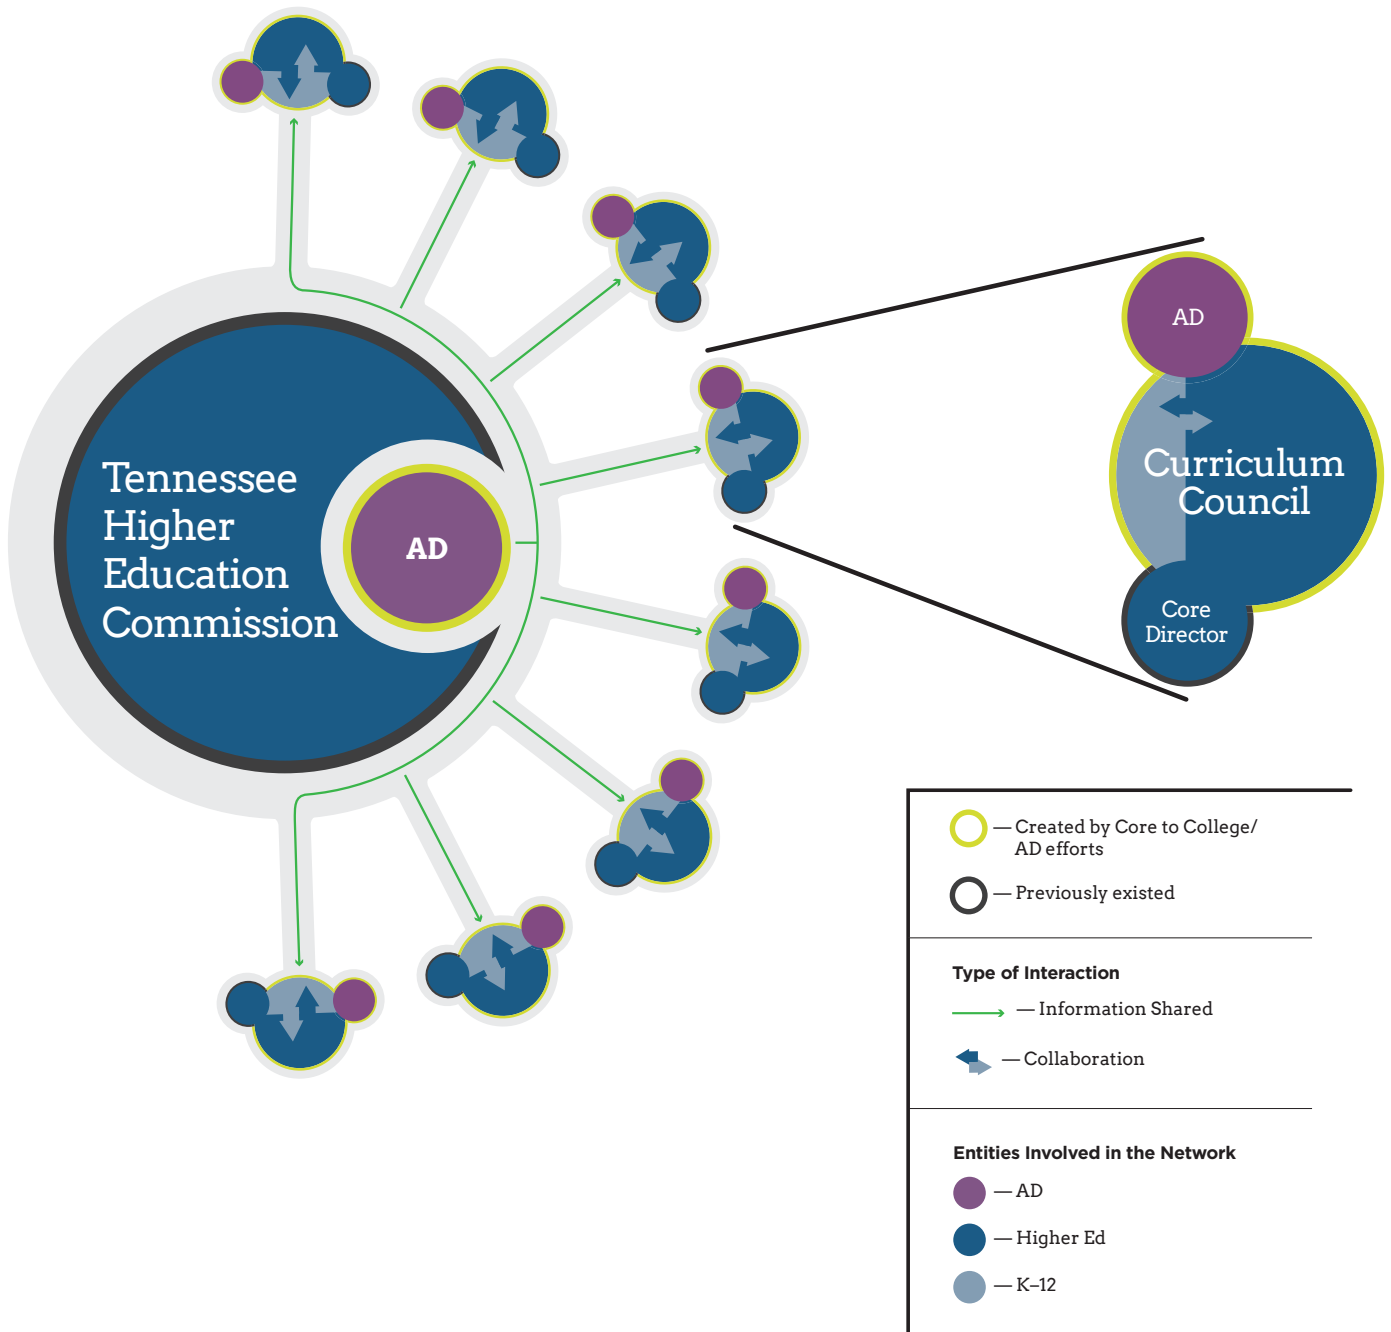 Tennessee
Higher
Education
Commission
AD
AD
Curriculum
Council
Core
Director
— Created by Core to College/
AD efforts
— Previously existed
Type of Interaction
— Information Shared
— Collaboration
Entities Involved in the Network
— AD
— Higher Ed
— K–12